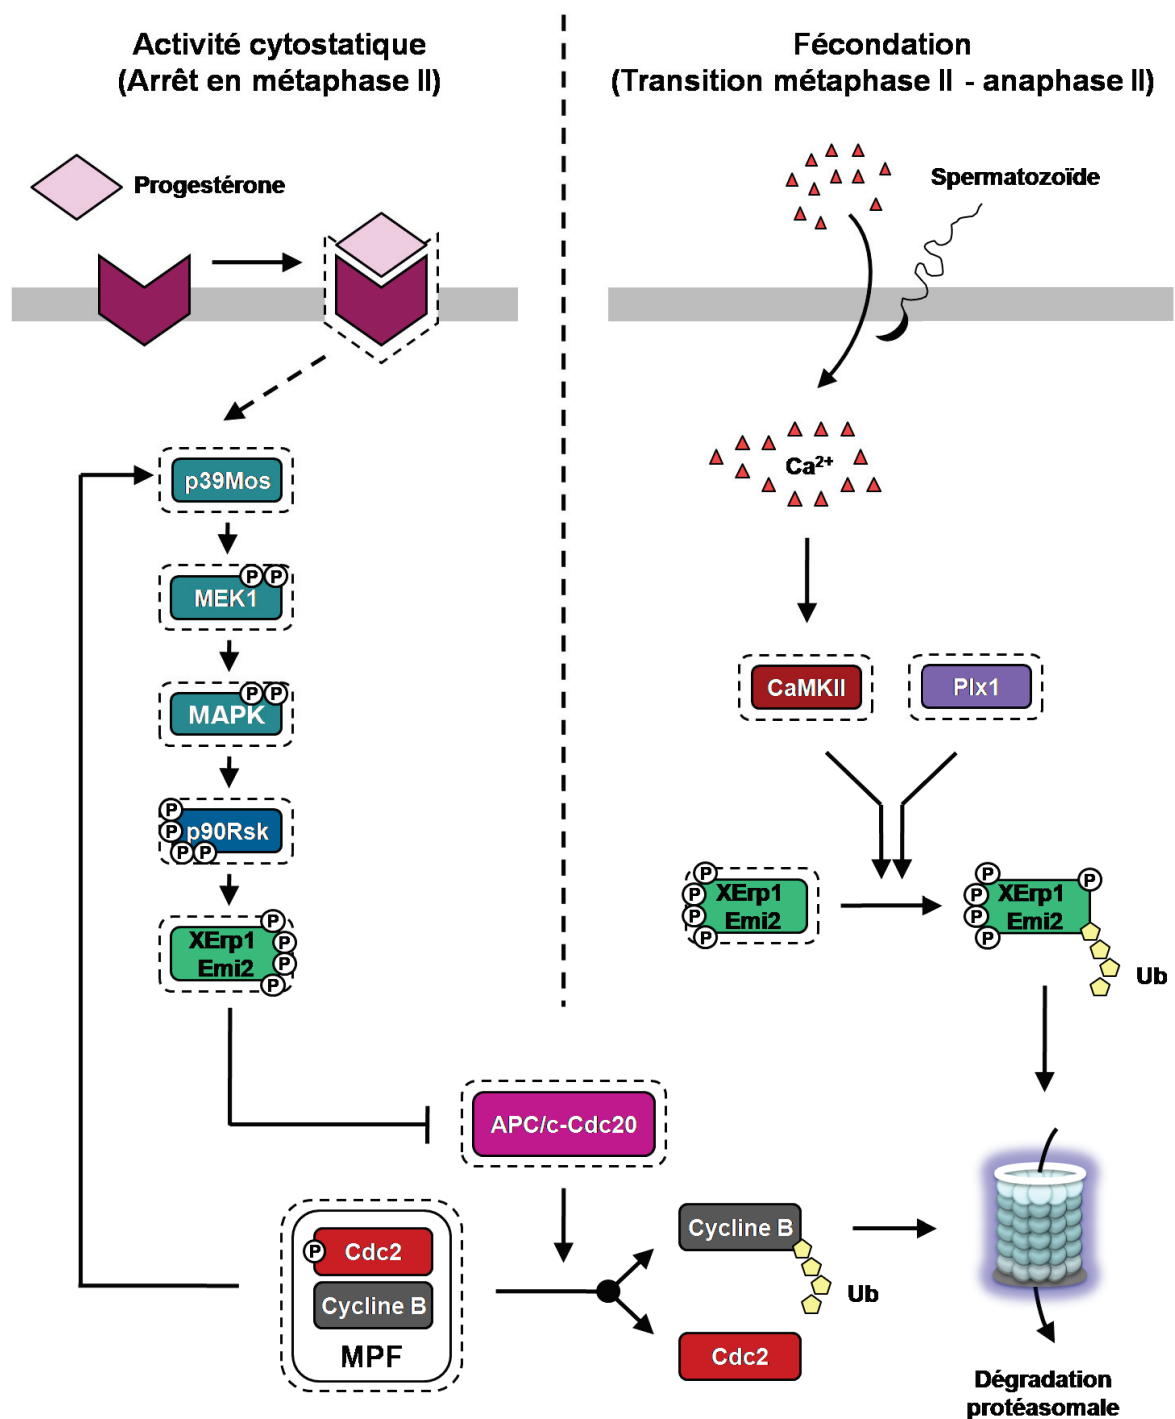 Activité cytostatique
(Arrêt en métaphase II)
Fécondation
(Transition métaphase II - anaphase II)
Progestérone
Spermatozoïde
Ca²⁺
p39Mos
P P
MEK1
P P
MAPK
P
P
p90Rsk
P P
P
XErp1
P
Emi2
P
P
CaMKII
Plx1
P
P
XErp1
P
Emi2
P
P
P
P
XErp1
P
Emi2
P
Ub
APC/c-Cdc20
P
Cdc2
Cycline B
MPF
Cycline B
Ub
Cdc2
Dégradation
protéasomale